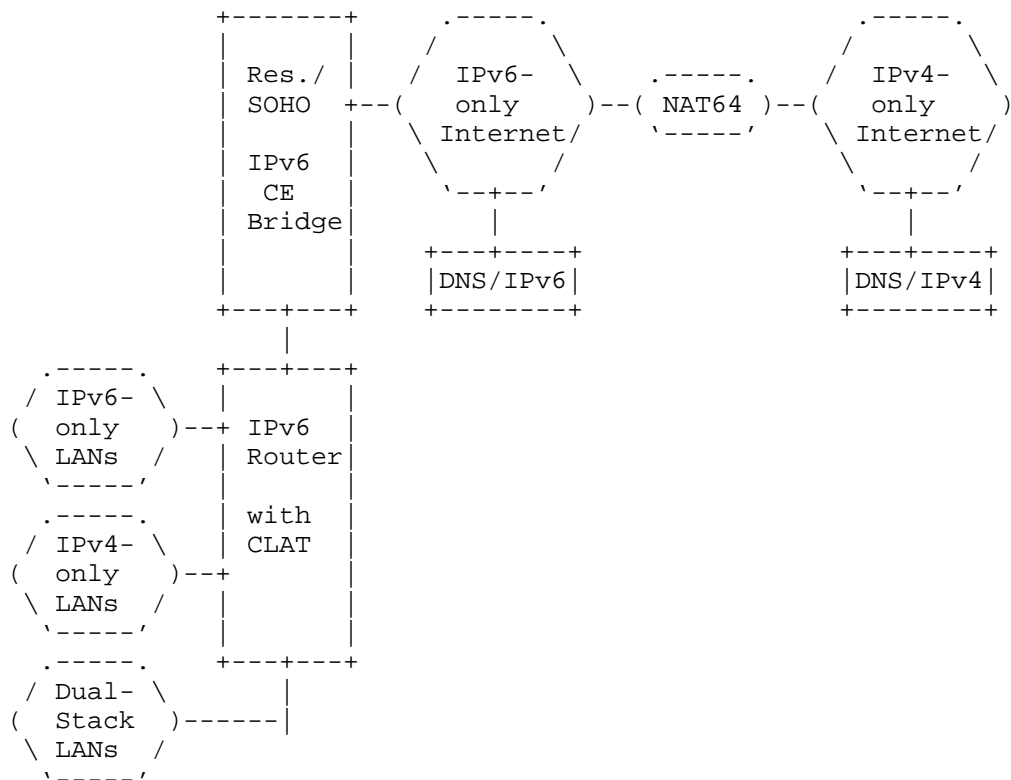 Res./
SOHO
IPv6
CE
Bridge
IPv6-
only
Internet
NAT64
IPv4-
only
Internet
DNS/IPv6
DNS/IPv4
IPv6-
only
LANs
IPv6
Router
with
CLAT
IPv4-
only
LANs
Dual-
Stack
LANs